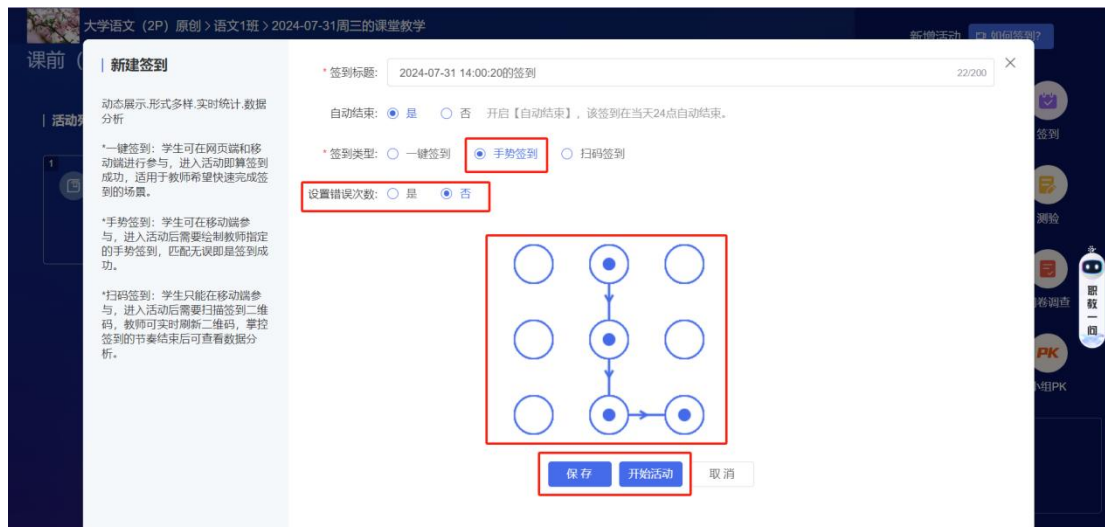 大学语文（2P）原创＞语文1班＞2024-07-31周三的课堂教学
新增活动 如何签到?
课前（
活动列
1
新建签到
动态展示.形式多样.实时统计.数据
分析
*一键签到：学生可在网页端和移
动端进行参与，进入活动即算签到
成功，适用于教师希望快速完成签
到的场景。
*手势签到：学生可在移动端参
与，进入活动后需要绘制教师指定
的手势签到，匹配无误即是签到成
功。
*扫码签到：学生只能在移动端参
与，进入活动后需要扫描签到二维
码，教师可实时刷新二维码，掌控
签到的节奏结束后可查看数据分
析。
* 签到标题: 2024-07-31 14:00:20的签到 22/200
自动结束: 是 否 开启【自动结束】，该签到在当天24点自动结束。
* 签到类型: 一键签到 手势签到 扫码签到
设置错误次数: 是 否
保存 开始活动 取消
签到
测验
卷调查
PK
小组PK
职教一问